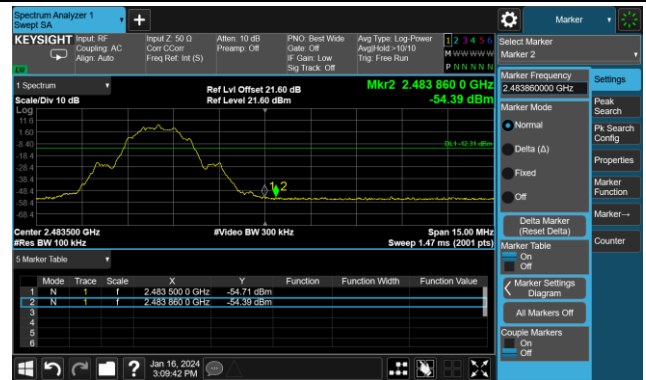 Spectrum Analyzer 1
Swept SA
Marker
KEYSIGHT
Input: RF
Coupling: AC
Align: Auto
Input Z: 50 Ω
Corr CCorr
Freq Ref: Int (S)
Atten: 10 dB
Preamp: Off
PNO: Best Wide
Gate: Off
IF Gain: Low
Sig Track: Off
Avg Type: Log-Power
Avg|Hold:>10/10
Trig: Free Run
1 2 3 4 5 6
M W W W W W
P N N N N N
LW
Select Marker
Marker 2
Marker Frequency
2.483860000 GHz
Settings
1 Spectrum
Scale/Div 10 dB
Log
Ref Lvl Offset 21.60 dB
Ref Level 21.60 dBm
Mkr2 2.483 860 0 GHz
-54.39 dBm
11.6
1.60
-8.40
-18.4
-28.4
-38.4
-48.4
-58.4
-68.4
DL1 -12.31 dBm
1
2
Center 2.483500 GHz
#Res BW 100 kHz
#Video BW 300 kHz
Span 15.00 MHz
Sweep 1.47 ms (2001 pts)
Marker Mode
Normal
Delta (Δ)
Fixed
Off
Peak
Search
Pk Search
Config
Properties
Marker
Function
Marker→
Counter
Delta Marker
(Reset Delta)
Marker Table
On
Off
Marker Settings
Diagram
All Markers Off
Couple Markers
On
Off
5 Marker Table
Mode Trace Scale X Y Function Function Width Function Value
1 N 1 f 2.483 500 0 GHz -54.71 dBm
2 N 1 f 2.483 860 0 GHz -54.39 dBm
3
4
5
6
?
Jan 16, 2024
3:09:42 PM